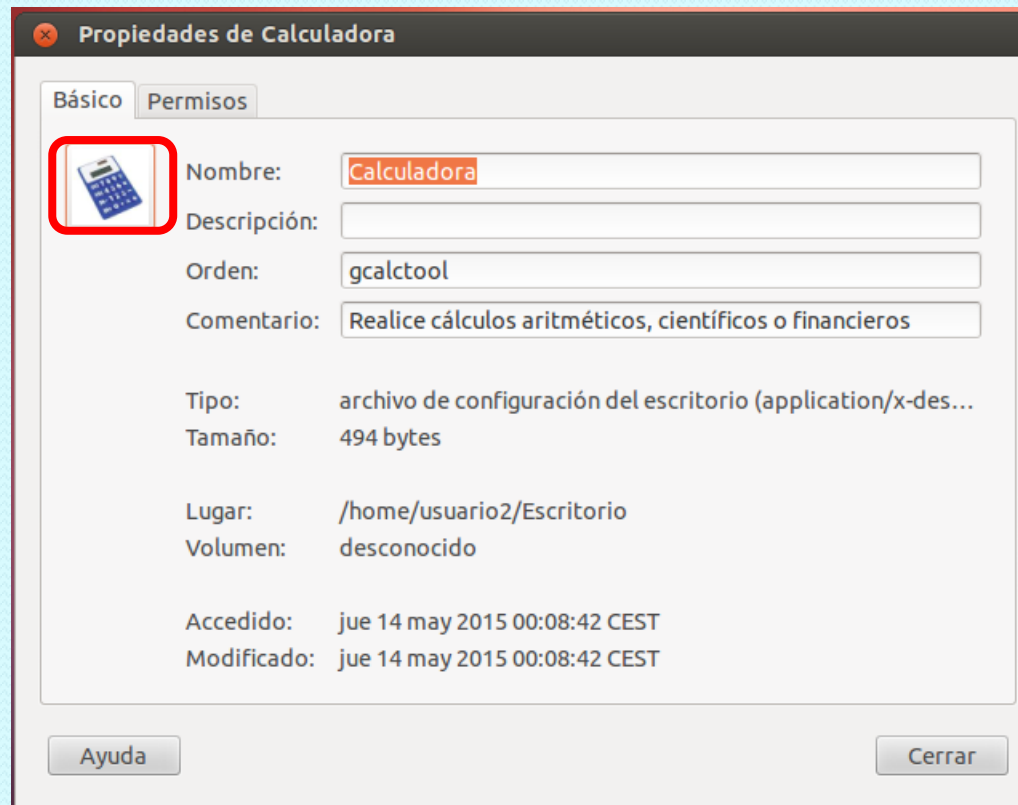 Propiedades de Calculadora
Básico Permisos
Nombre: Calculadora
Descripción:
Orden: gcalctool
Comentario: Realice cálculos aritméticos, científicos o financieros
Tipo: archivo de configuración del escritorio (application/x-des…
Tamaño: 494 bytes
Lugar: /home/usuario2/Escritorio
Volumen: desconocido
Accedido: jue 14 may 2015 00:08:42 CEST
Modificado: jue 14 may 2015 00:08:42 CEST
Ayuda Cerrar